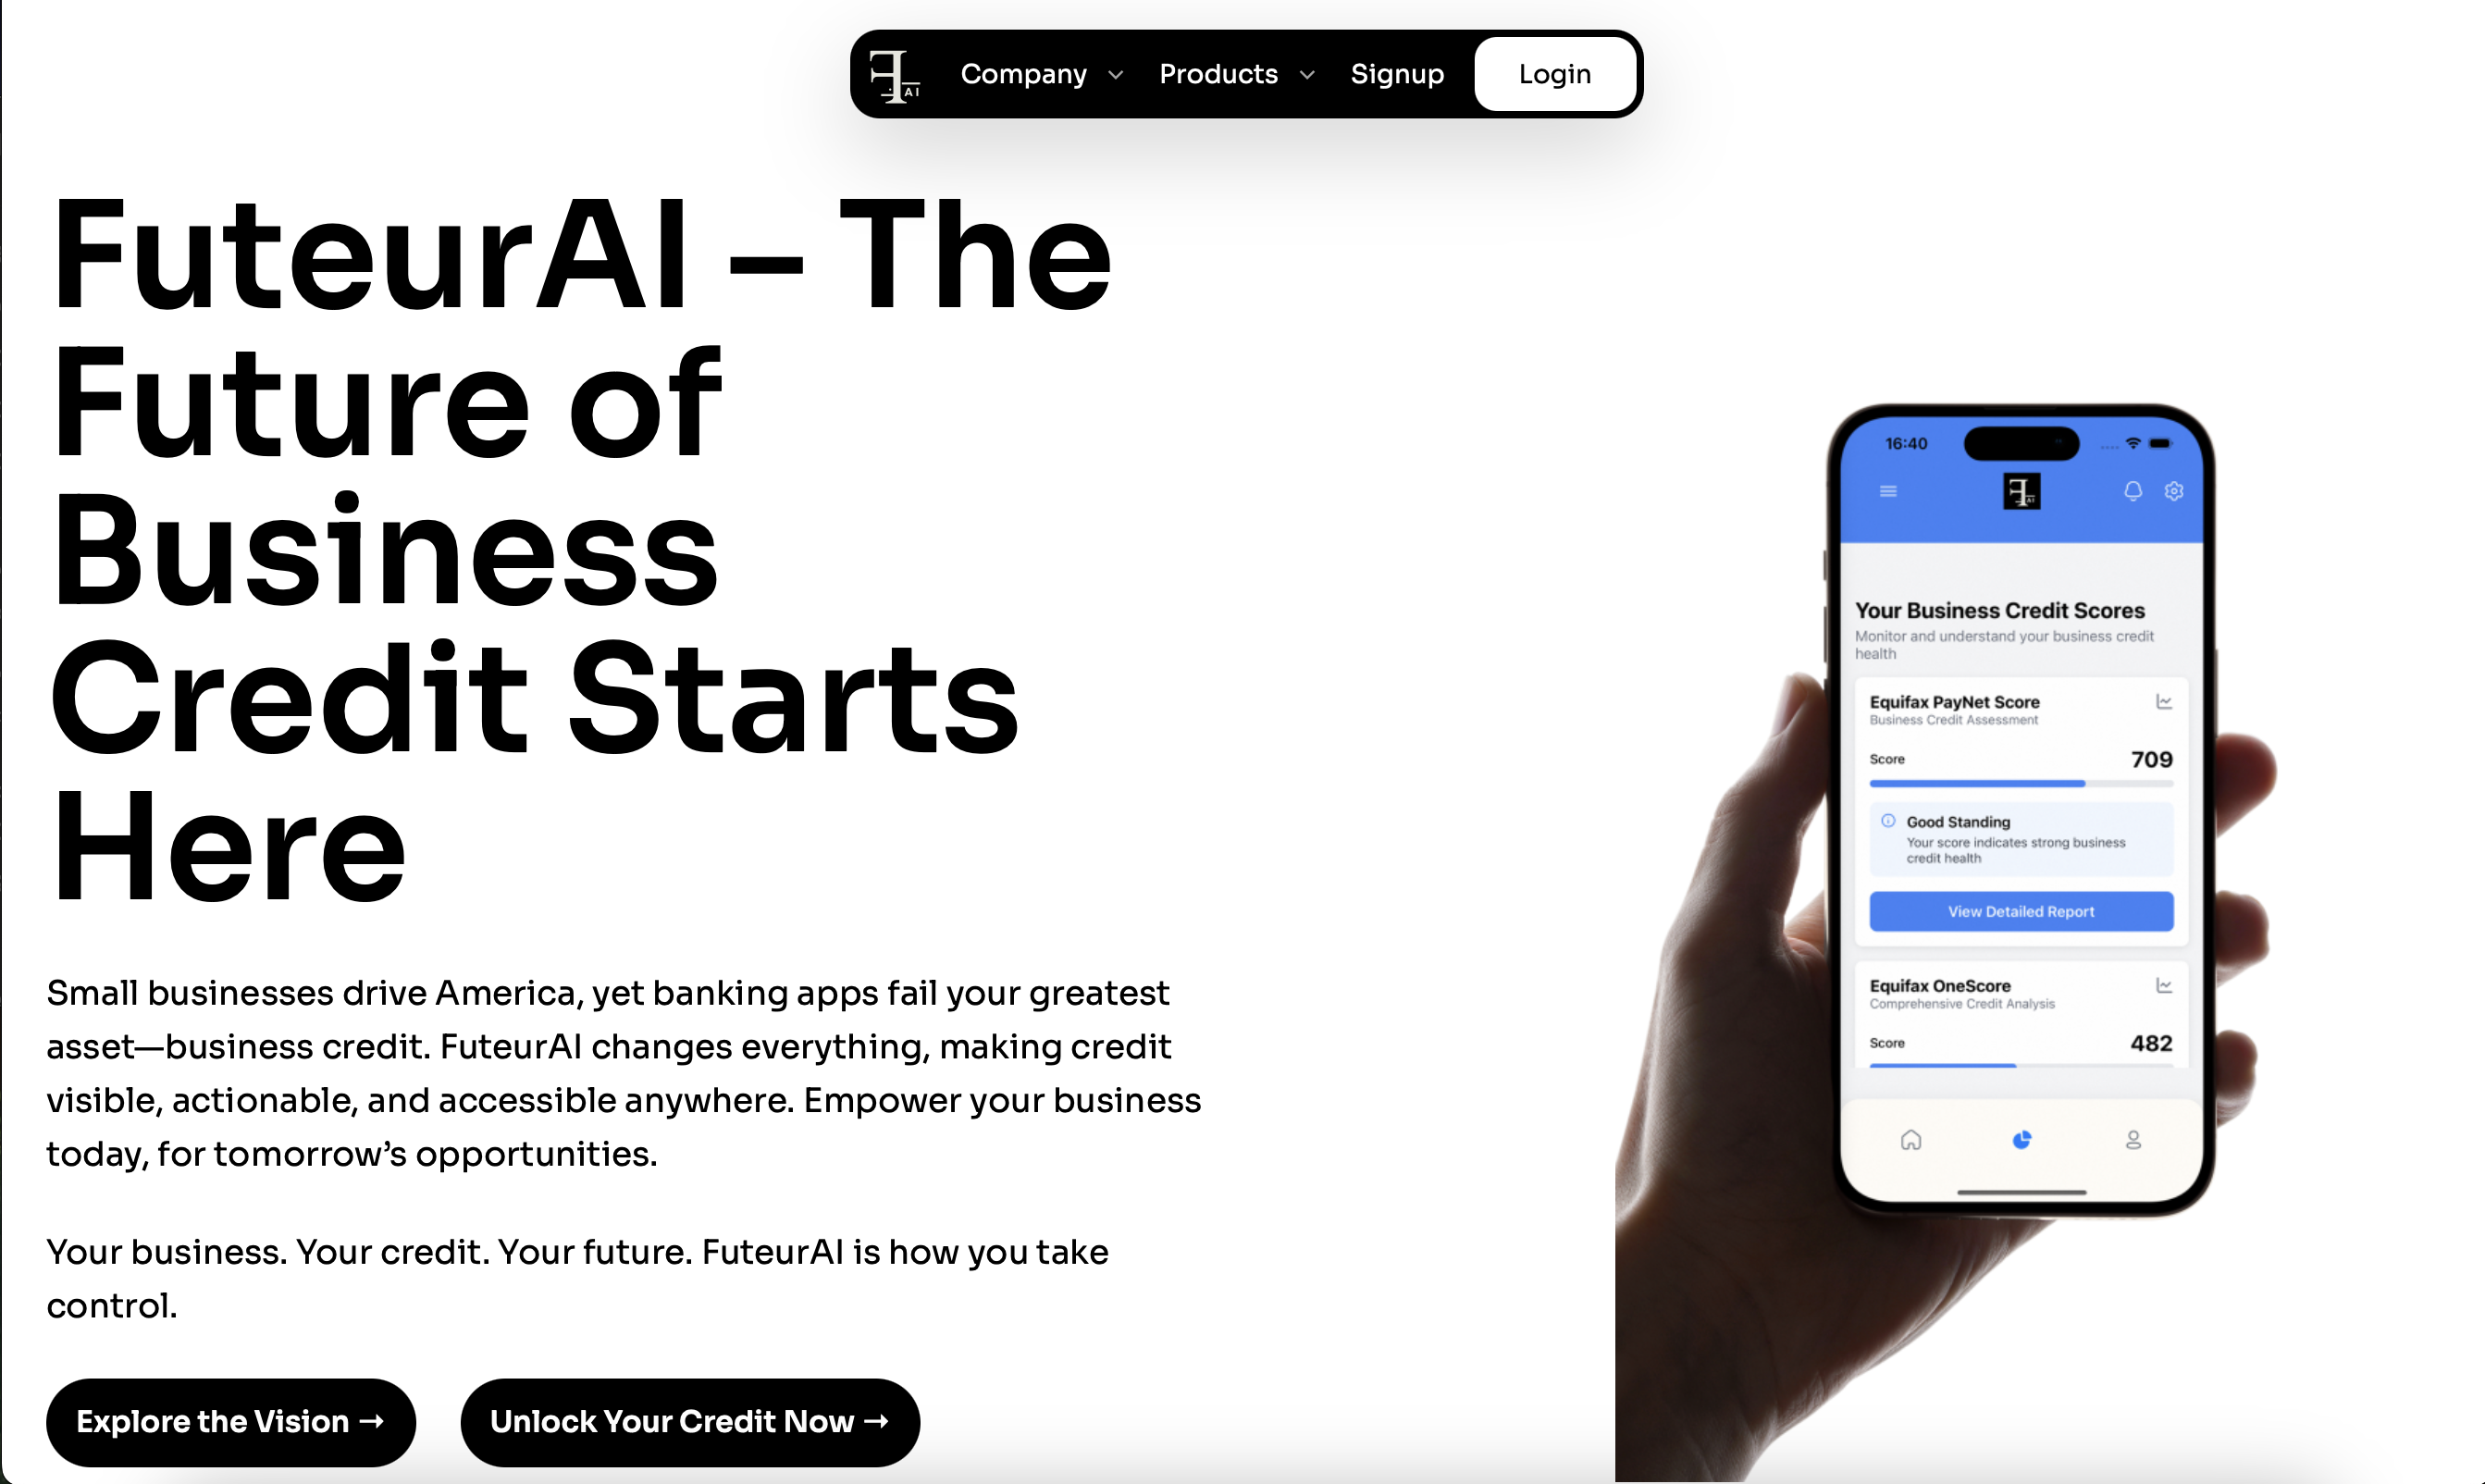 Company
Products
Signup
Login
AI
FuteurAI – The
Future of
Business
Credit Starts
Here
Small businesses drive America, yet banking apps fail your greatest
asset—business credit. FuteurAI changes everything, making credit
visible, actionable, and accessible anywhere. Empower your business
today, for tomorrow’s opportunities.
Your business. Your credit. Your future. FuteurAI is how you take
control.
Explore the Vision →
Unlock Your Credit Now →
16:40
Your Business Credit Scores
Monitor and understand your business credit
health
Equifax PayNet Score
Business Credit Assessment
Score 709
Good Standing
Your score indicates strong business
credit health
View Detailed Report
Equifax OneScore
Comprehensive Credit Analysis
Score 482